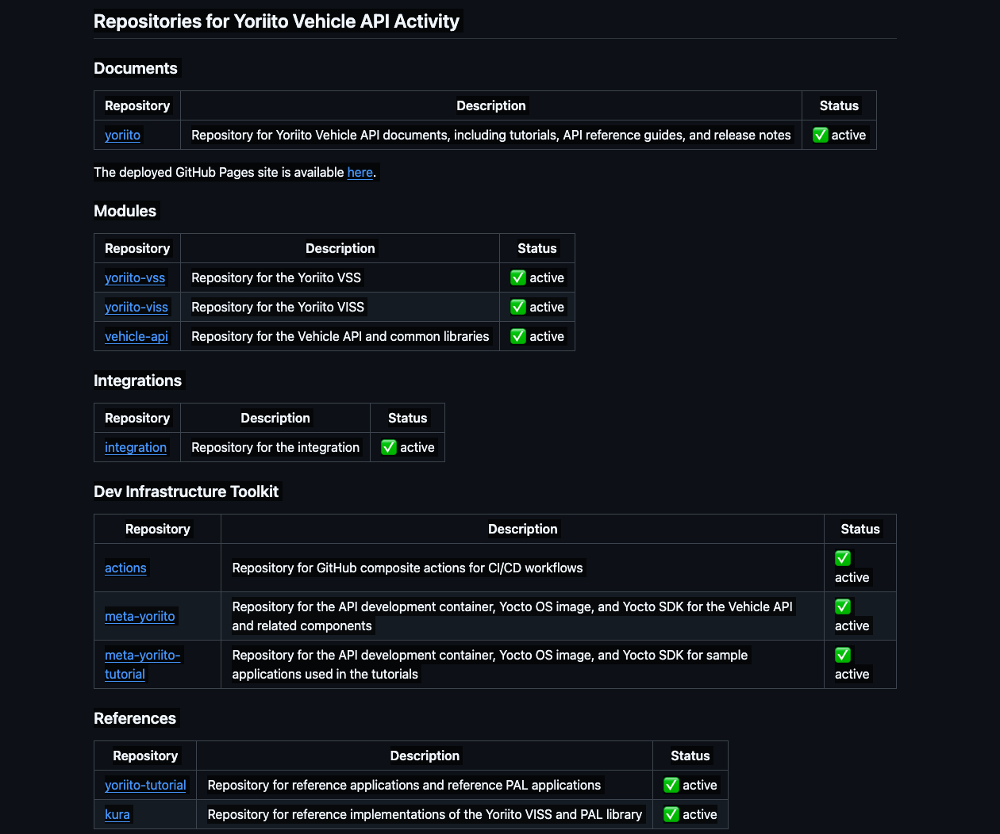 Repositories for Yoriito Vehicle API Activity
Documents
Repository Description Status
yoriito Repository for Yoriito Vehicle API documents, including tutorials, API reference guides, and release notes ✅ active
The deployed GitHub Pages site is available here.
Modules
Repository Description Status
yoriito-vss Repository for the Yoriito VSS ✅ active
yoriito-viss Repository for the Yoriito VISS ✅ active
vehicle-api Repository for the Vehicle API and common libraries ✅ active
Integrations
Repository Description Status
integration Repository for the integration ✅ active
Dev Infrastructure Toolkit
Repository Description Status
actions Repository for GitHub composite actions for CI/CD workflows ✅
active
meta-yoriito Repository for the API development container, Yocto OS image, and Yocto SDK for the Vehicle API ✅
and related components active
meta-yoriito- Repository for the API development container, Yocto OS image, and Yocto SDK for sample ✅
tutorial applications used in the tutorials active
References
Repository Description Status
yoriito-tutorial Repository for reference applications and reference PAL applications ✅ active
kura Repository for reference implementations of the Yoriito VISS and PAL library ✅ active